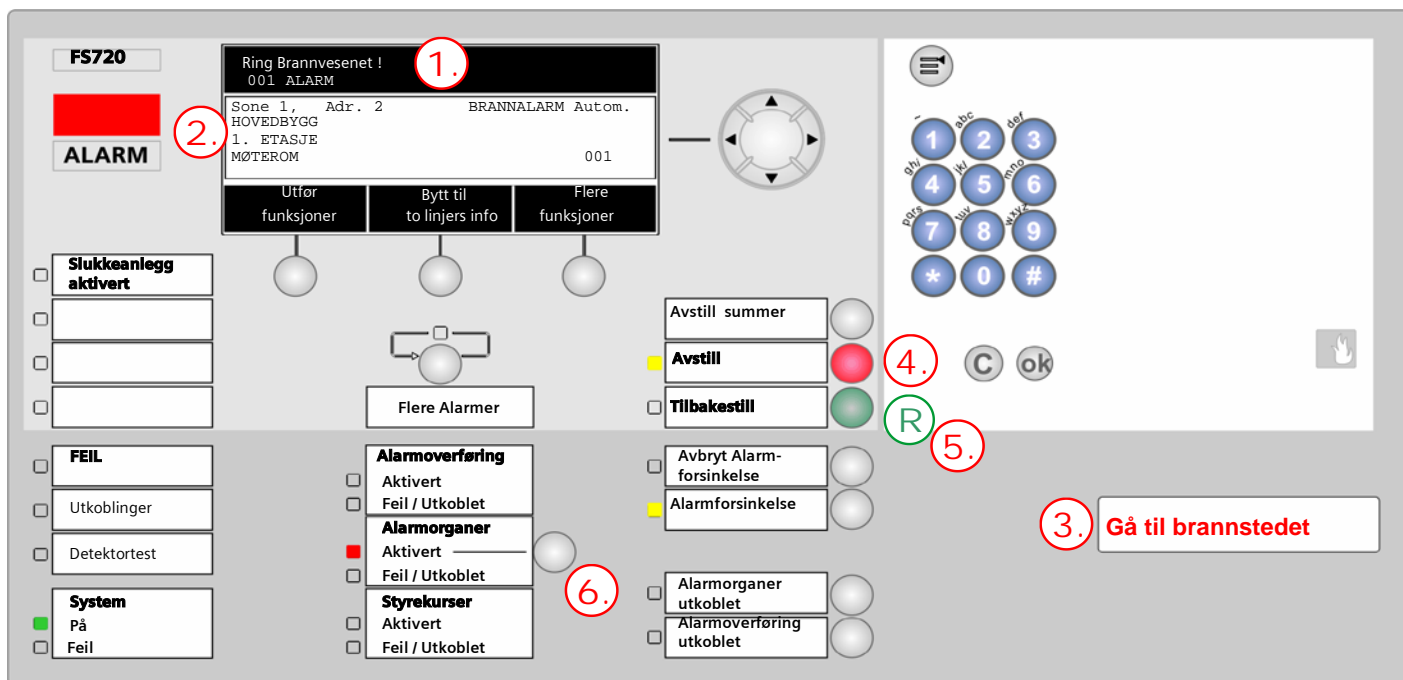 FS720
ALARM
Ring Brannvesenet !
001 ALARM
1.
2.
Sone 1, Adr. 2 BRANNALARM Autom.
HOVEDBYGG
1. ETASJE
MØTEROM 001
Utfør
funksjoner
Bytt til
to linjers info
Flere
funksjoner
Slukkeanlegg
aktivert
Flere Alarmer
Avstill summer
Avstill
4.
Tilbakestill
R
5.
FEIL
Utkoblinger
Detektortest
System
På
Feil
Alarmoverføring
Aktivert
Feil / Utkoblet
Alarmorganer
Aktivert
Feil / Utkoblet
6.
Styrekurser
Aktivert
Feil / Utkoblet
Avbryt Alarm-
forsinkelse
Alarmforsinkelse
Alarmorganer
utkoblet
Alarmoverføring
utkoblet
~ abc def
1 2 3
ghi jkl mno
4 5 6
pqrs tuv wxyz
7 8 9
* 0 #
C ok
3. Gå til brannstedet